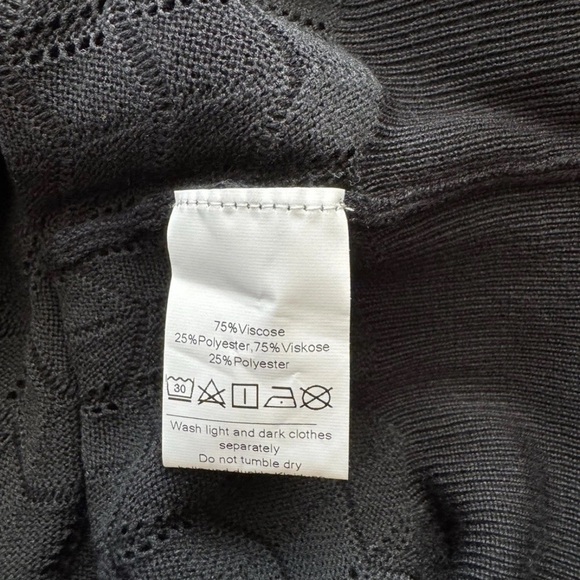 75%Viscose
25%Polyester,75%Viskose
25%Polyester
30
Wash light and dark clothes
separately
Do not tumble dry